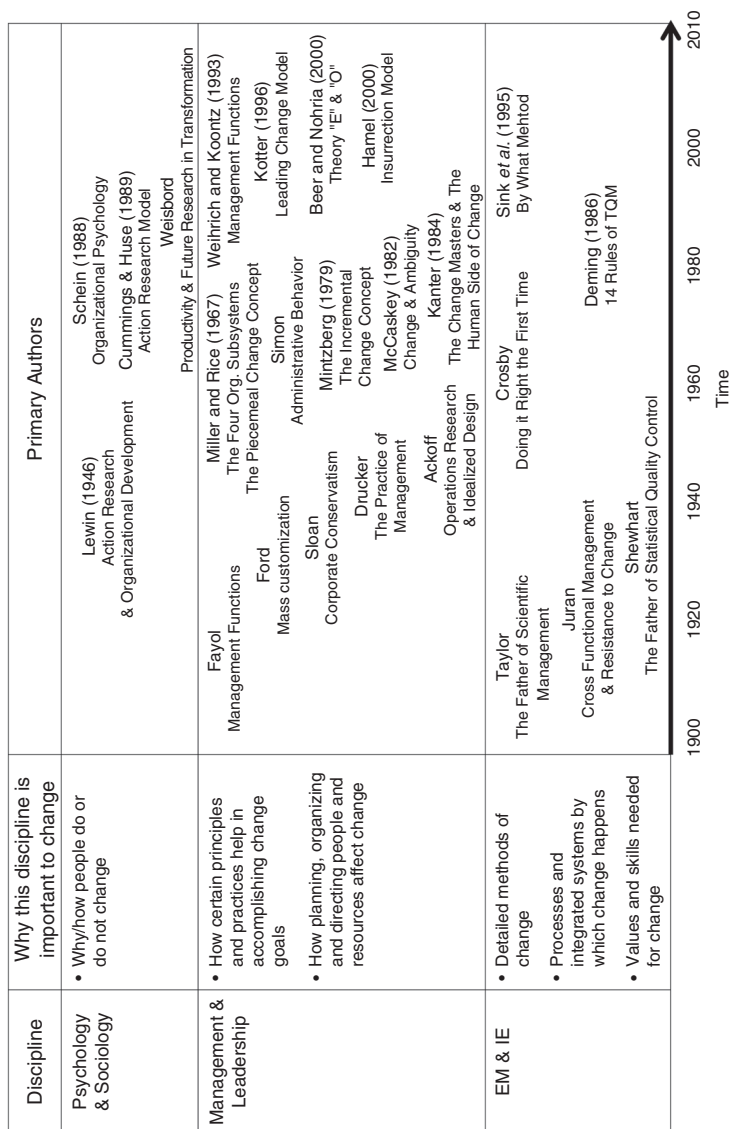 Discipline
Why this discipline is
important to change
Primary Authors
Psychology
& Sociology
• Why/how people do or
do not change
Lewin (1946)
Action Research
& Organizational Development
Schein (1988)
Organizational Psychology
Cummings & Huse (1989)
Action Research Model
Weisbord
Productivity & Future Research in Transformation
Management &
Leadership
• How certain principles
and practices help in
accomplishing change
goals
• How planning, organizing
and directing people and
resources affect change
Fayol
Management Functions
Ford
Mass customization
Sloan
Corporate Conservatism
Drucker
The Practice of
Management
Ackoff
Operations Research
& Idealized Design
Miller and Rice (1967)
The Four Org. Subsystems
The Piecemeal Change Concept
Simon
Administrative Behavior
Mintzberg (1979)
The Incremental
Change Concept
McCaskey (1982)
Change & Ambiguity
Kanter (1984)
The Change Masters & The
Human Side of Change
Weihrich and Koontz (1993)
Management Functions
Kotter (1996)
Leading Change Model
Beer and Nohria (2000)
Theory "E" & "O"
Hamel (2000)
Insurrection Model
EM & IE
• Detailed methods of
change
• Processes and
integrated systems by
which change happens
• Values and skills needed
for change
Taylor
The Father of Scientific
Management
Juran
Cross Functional Management
& Resistance to Change
Shewhart
The Father of Statistical Quality Control
Crosby
Doing it Right the First Time
Deming (1986)
14 Rules of TQM
Sink et al. (1995)
By What Mehtod
1900
1920
1940
1960
1980
2000
2010
Time